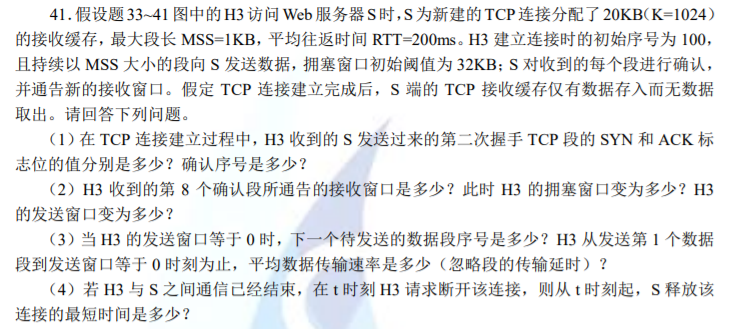 41.假设题 33~41 图中的 H3 访问 Web 服务器 S 时,S 为新建的 TCP 连接分配了 20KB(K=1024)
的接收缓存,最大段长 MSS=1KB,平均往返时间 RTT=200ms。H3 建立连接时的初始序号为 100,
且持续以 MSS 大小的段向 S 发送数据,拥塞窗口初始阈值为 32KB;S 对收到的每个段进行确认,
并通告新的接收窗口。假定 TCP 连接建立完成后,S 端的 TCP 接收缓存仅有数据存入而无数据
取出。请回答下列问题。
(1)在 TCP 连接建立过程中,H3 收到的 S 发送过来的第二次握手 TCP 段的 SYN 和 ACK 标
志位的值分别是多少?确认序号是多少?
(2)H3 收到的第 8 个确认段所通告的接收窗口是多少?此时 H3 的拥塞窗口变为多少?H3
的发送窗口变为多少?
(3)当 H3 的发送窗口等于 0 时,下一个待发送的数据段序号是多少?H3 从发送第 1 个数据
段到发送窗口等于 0 时刻为止,平均数据传输速率是多少(忽略段的传输延时)?
(4)若 H3 与 S 之间通信已经结束,在 t 时刻 H3 请求断开该连接,则从 t 时刻起,S 释放该
连接的最短时间是多少?